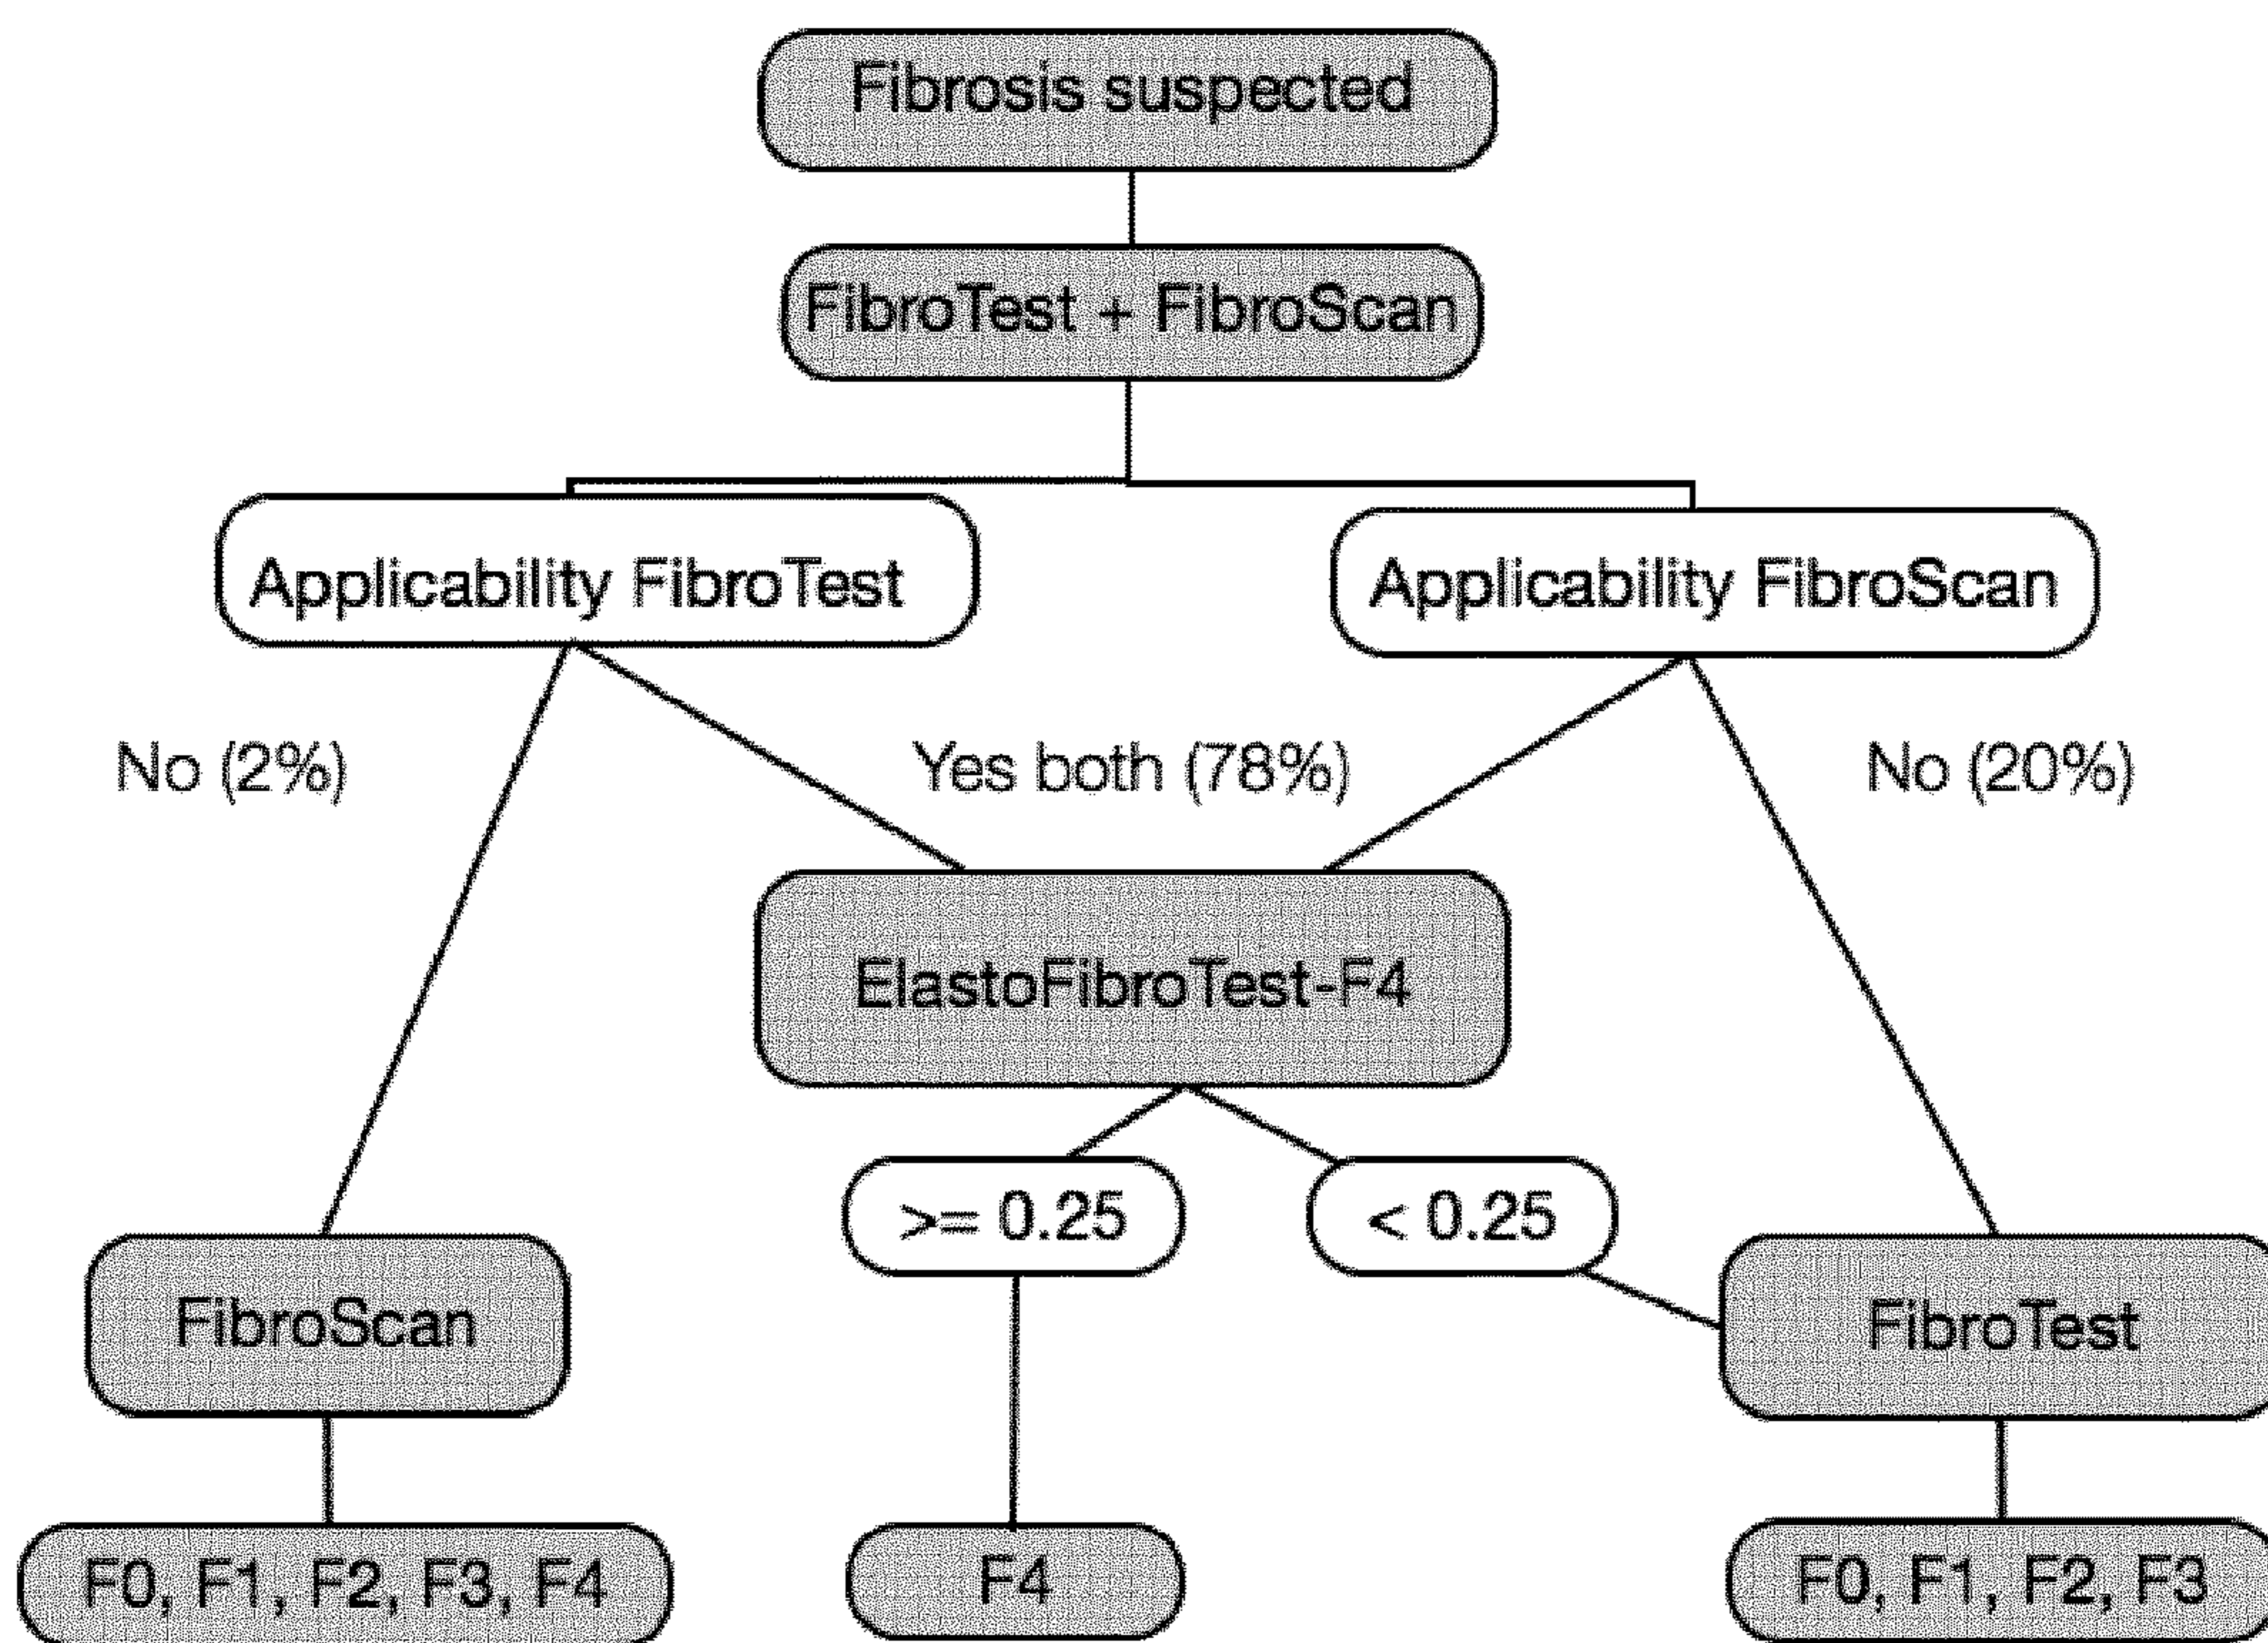 Fibrosis suspected
FibroTest + FibroScan
Applicability FibroTest
Applicability FibroScan
No (2%)
Yes both (78%)
No (20%)
ElastoFibroTest-F4
>= 0.25
< 0.25
FibroScan
FibroTest
F0, F1, F2, F3, F4
F4
F0, F1, F2, F3